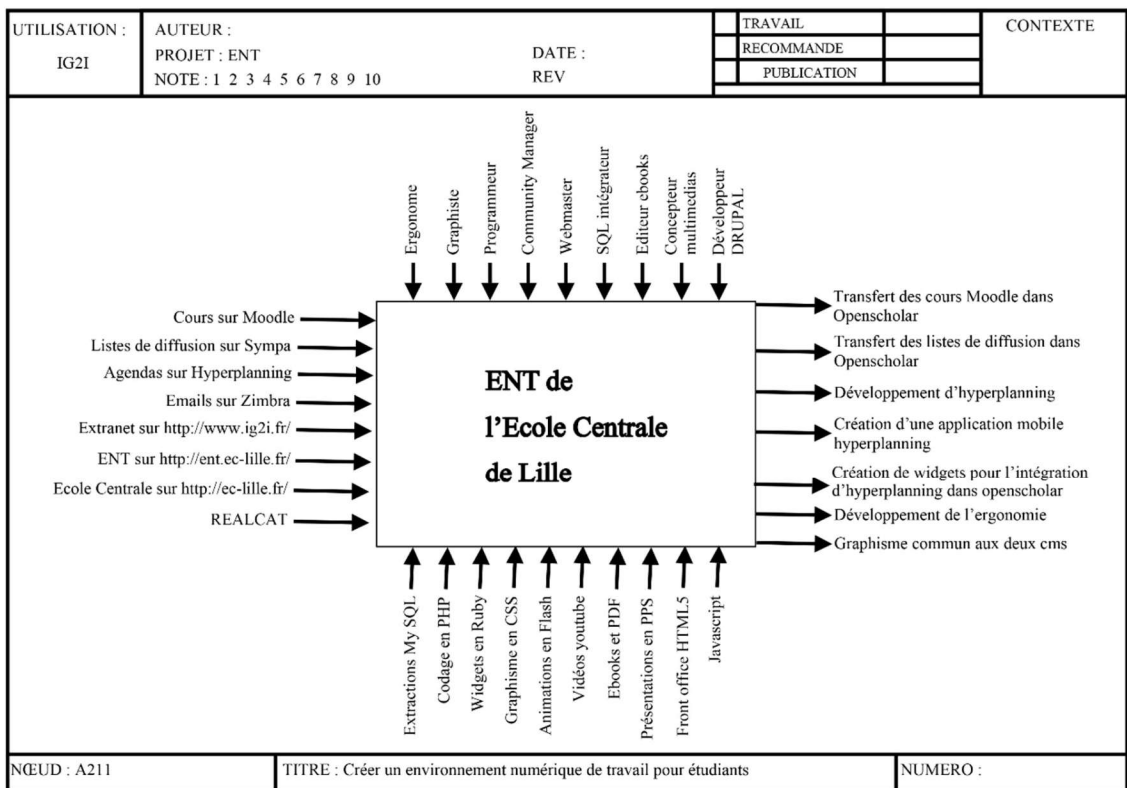 UTILISATION :
IG2I
AUTEUR :
PROJET : ENT
DATE :
NOTE : 1 2 3 4 5 6 7 8 9 10
REV
TRAVAIL
RECOMMANDE
PUBLICATION
CONTEXTE
Ergonome
Graphiste
Programmeur
Community Manager
Webmaster
SQL intégrateur
Editeur ebooks
Concepteur
multimedias
Développeur
DRUPAL
Cours sur Moodle
Listes de diffusion sur Sympa
Agendas sur Hyperplanning
Emails sur Zimbra
Extranet sur http://www.ig2i.fr/
ENT sur http://ent.ec-lille.fr/
Ecole Centrale sur http://ec-lille.fr/
REALCAT
ENT de
l’Ecole Centrale
de Lille
Transfert des cours Moodle dans
Openscholar
Transfert des listes de diffusion dans
Openscholar
Développement d’hyperplanning
Création d’une application mobile
hyperplanning
Création de widgets pour l’intégration
d’hyperplanning dans openscholar
Développement de l’ergonomie
Graphisme commun aux deux cms
Extractions My SQL
Codage en PHP
Widgets en Ruby
Graphisme en CSS
Animations en Flash
Vidéos youtube
Ebooks et PDF
Présentations en PPS
Front office HTML5
Javascript
NŒUD : A211
TITRE : Créer un environnement numérique de travail pour étudiants
NUMERO :